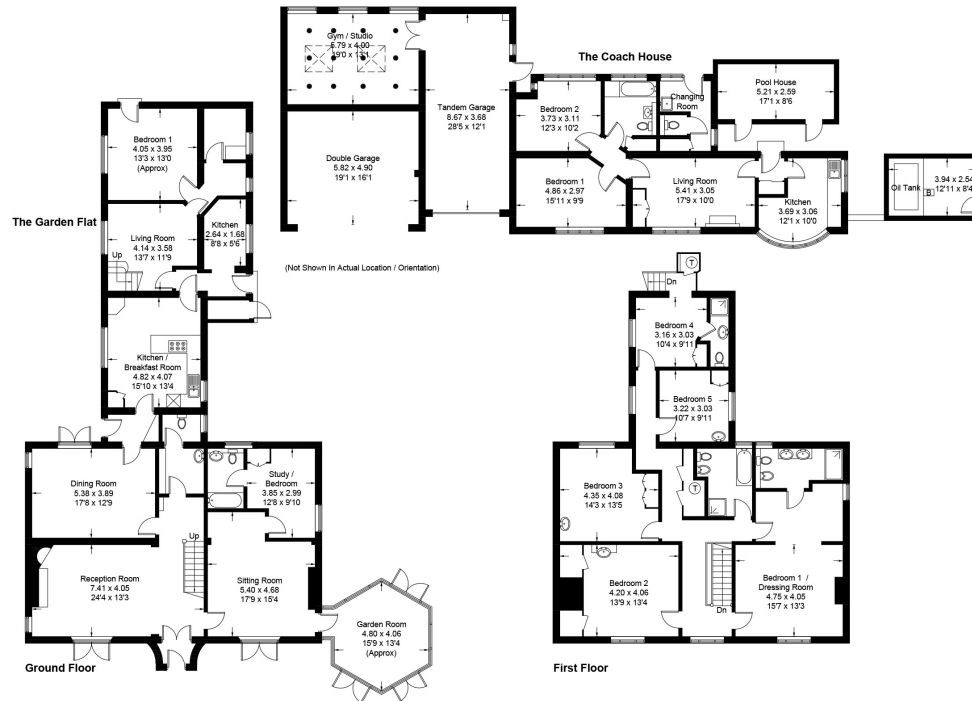 Gym / Studio
5.79 x 4.00
19'0 x 13'1
Tandem Garage
8.67 x 3.68
28'5 x 12'1
Double Garage
5.82 x 4.90
19'1 x 16'1
(Not Shown In Actual Location / Orientation)
The Coach House
Bedroom 2
3.73 x 3.11
12'3 x 10'2
Changing
Room
Pool House
5.21 x 2.59
17'1 x 8'6
Bedroom 1
4.86 x 2.97
15'11 x 9'9
Living Room
5.41 x 3.05
17'9 x 10'0
Kitchen
3.69 x 3.06
12'1 x 10'0
Oil Tank
B
3.94 x 2.54
12'11 x 8'4
The Garden Flat
Bedroom 1
4.05 x 3.95
13'3 x 13'0
(Approx)
Living Room
4.14 x 3.58
13'7 x 11'9
Up
Kitchen
2.64 x 1.68
8'8 x 5'6
Kitchen /
Breakfast Room
4.82 x 4.07
15'10 x 13'4
Dining Room
5.38 x 3.89
17'8 x 12'9
Study /
Bedroom
3.85 x 2.99
12'8 x 9'10
Up
Reception Room
7.41 x 4.05
24'4 x 13'3
Sitting Room
5.40 x 4.68
17'9 x 15'4
Garden Room
4.80 x 4.06
15'9 x 13'4
(Approx)
Ground Floor
T
Dn
Bedroom 4
3.16 x 3.03
10'4 x 9'11
Bedroom 5
3.22 x 3.03
10'7 x 9'11
Bedroom 3
4.35 x 4.08
14'3 x 13'5
T
Bedroom 2
4.20 x 4.06
13'9 x 13'4
Dn
Bedroom 1 /
Dressing Room
4.75 x 4.05
15'7 x 13'3
First Floor